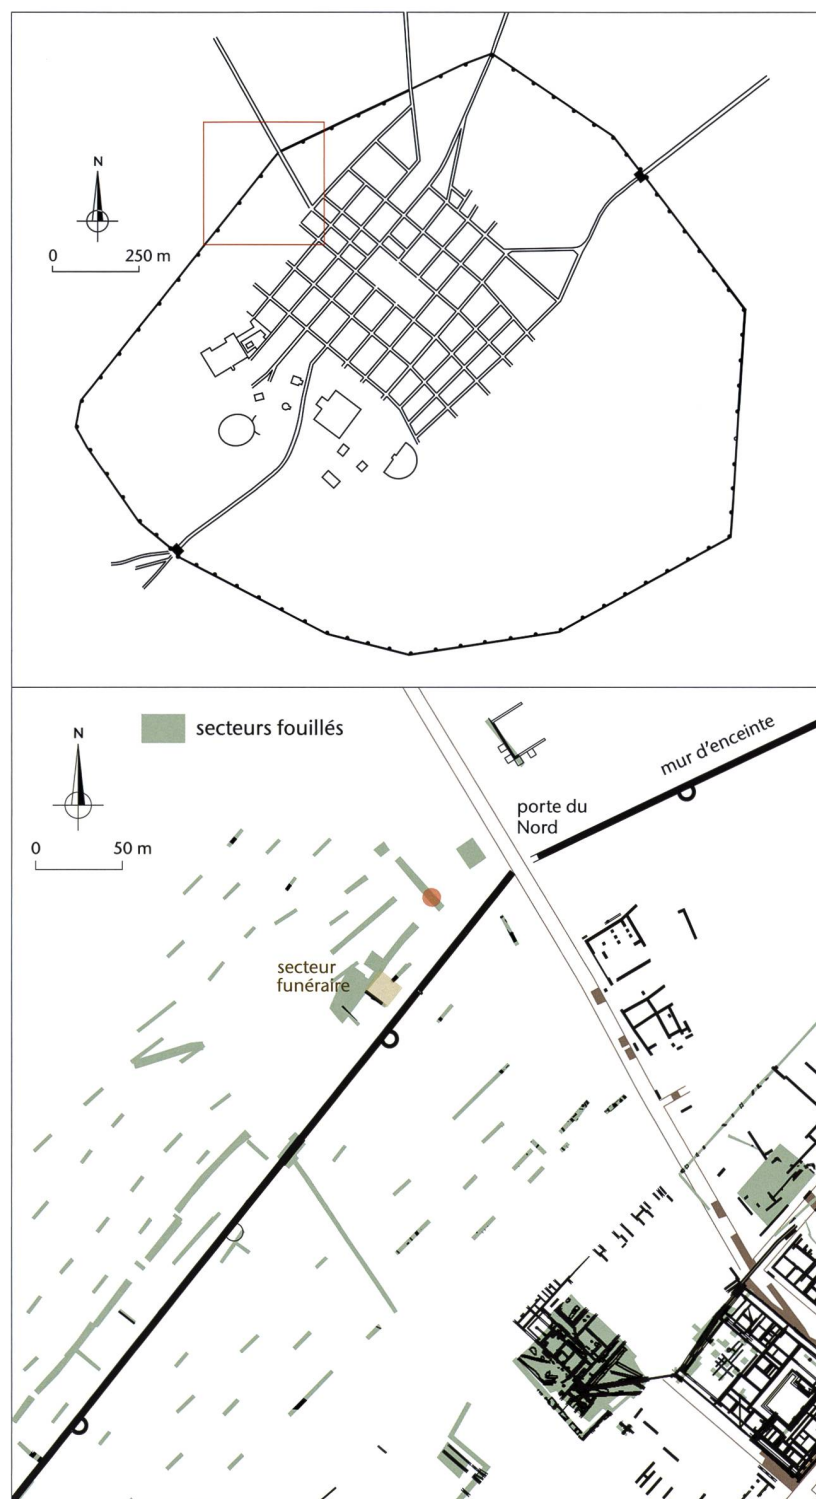 N
0 250 m
N
secteurs fouillés
mur d'enceinte
porte du
Nord
0 50 m
secteur
funéraire